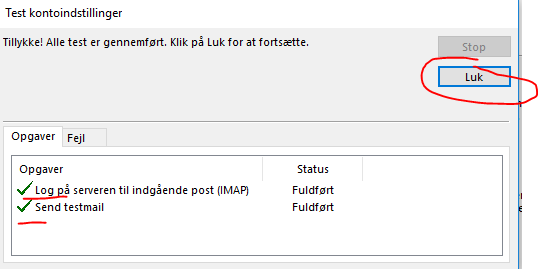 Test kontoindstillinger
Tillykke! Alle test er gennemført. Klik på Luk for at fortsætte.
Stop
Luk
Opgaver Fejl
Opgaver Status
Log på serveren til indgående post (IMAP) Fuldført
Send testmail Fuldført